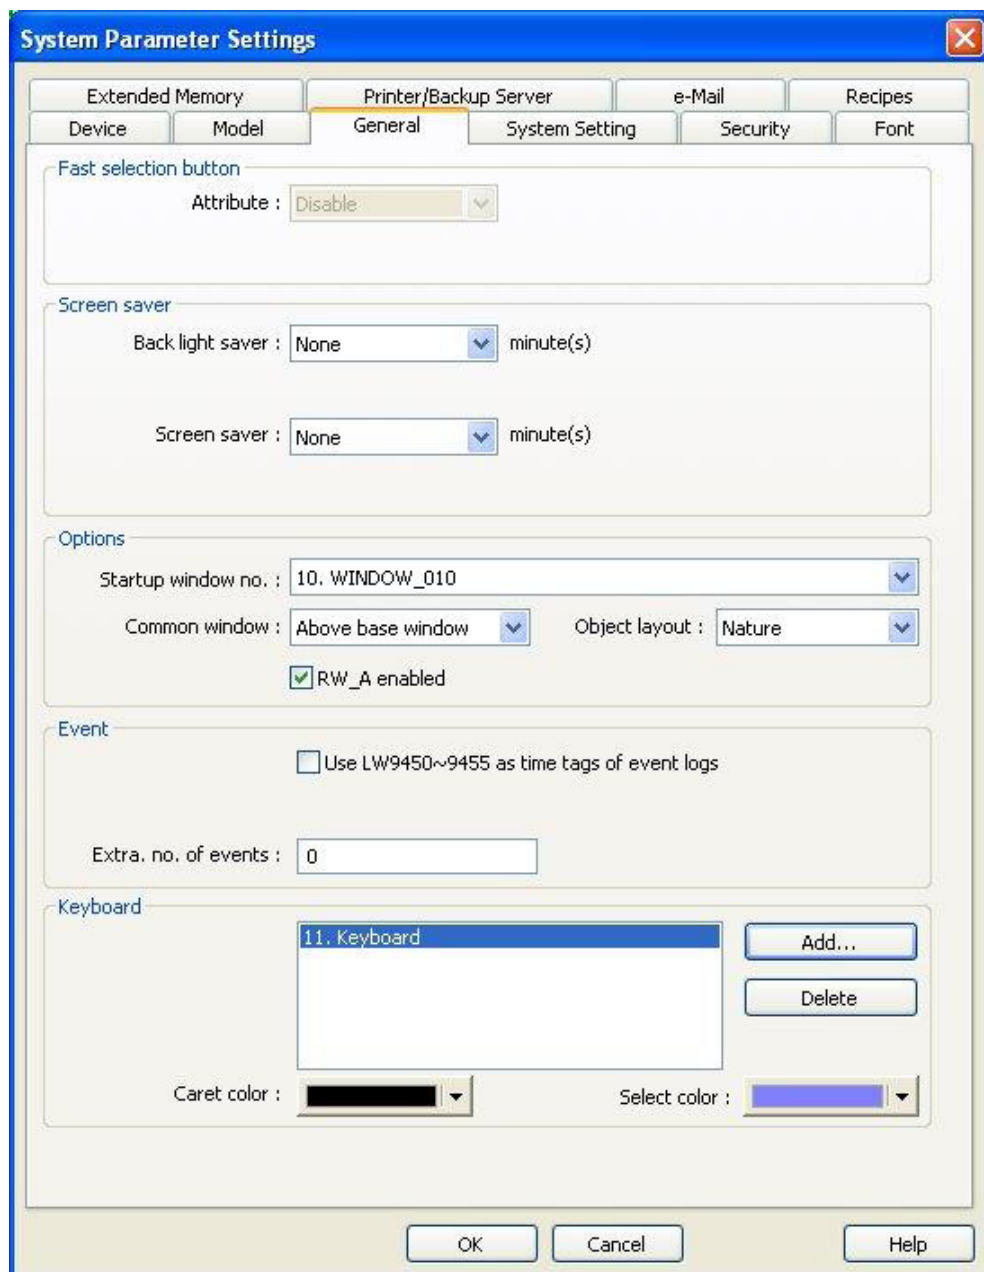 System Parameter Settings
Extended Memory Printer/Backup Server e-Mail Recipes
Device Model General System Setting Security Font
Fast selection button
Attribute : Disable
Screen saver
Back light saver : None minute(s)
Screen saver : None minute(s)
Options
Startup window no. : 10. WINDOW_010
Common window : Above base window Object layout : Nature
RW_A enabled
Event
Use LW9450~9455 as time tags of event logs
Extra. no. of events : 0
Keyboard
11. Keyboard
Add...
Delete
Caret color : Select color :
OK Cancel Help